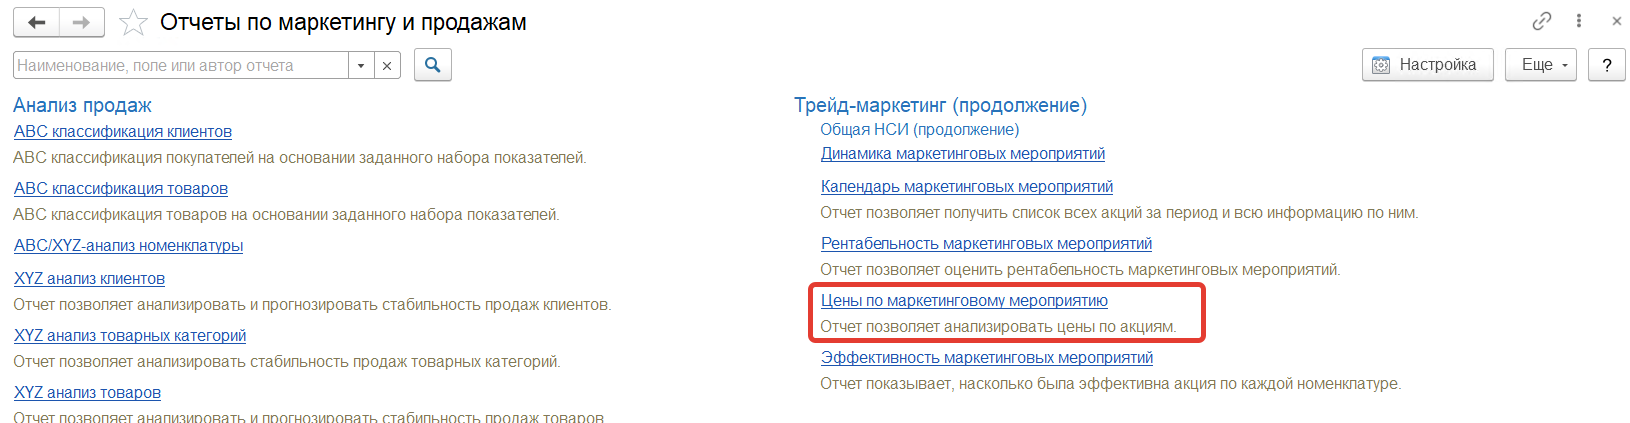 Отчеты по маркетингу и продажам
Наименование, поле или автор отчета
Настройка
Еще
?
Анализ продаж
ABC классификация клиентов
ABC классификация покупателей на основании заданного набора показателей.
ABC классификация товаров
ABC классификация товаров на основании заданного набора показателей.
ABC/XYZ-анализ номенклатуры
XYZ анализ клиентов
Отчет позволяет анализировать и прогнозировать стабильность продаж клиентов.
XYZ анализ товарных категорий
Отчет позволяет анализировать стабильность продаж товарных категорий.
XYZ анализ товаров
Отчет позволяет анализировать и прогнозировать стабильность продаж товаров.
Трейд-маркетинг (продолжение)
Общая НСИ (продолжение)
Динамика маркетинговых мероприятий
Календарь маркетинговых мероприятий
Отчет позволяет получить список всех акций за период и всю информацию по ним.
Рентабельность маркетинговых мероприятий
Отчет позволяет оценить рентабельность маркетинговых мероприятий.
Цены по маркетинговому мероприятию
Отчет позволяет анализировать цены по акциям.
Эффективность маркетинговых мероприятий
Отчет показывает, насколько была эффективна акция по каждой номенклатуре.